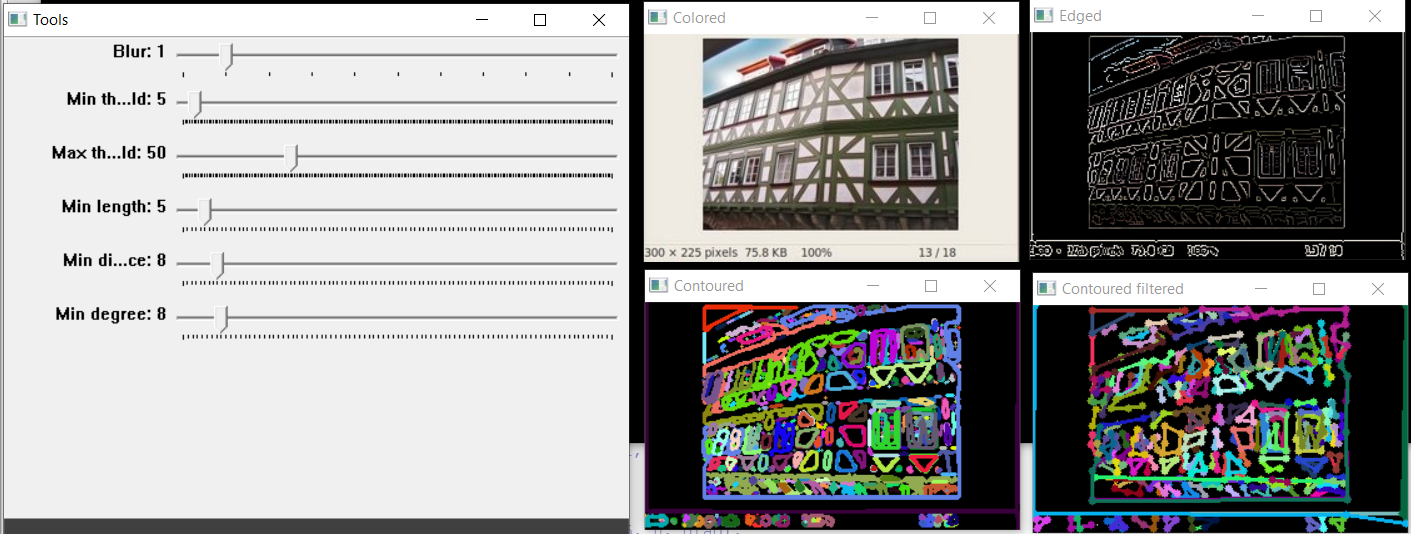 Tools
Blur: 1
Min th...ld: 5
Max th...ld: 50
Min length: 5
Min di...ce: 8
Min degree: 8
Colored
300 × 225 pixels 75.8 KB 100% 13 / 18
Edged
Contoured
Contoured filtered